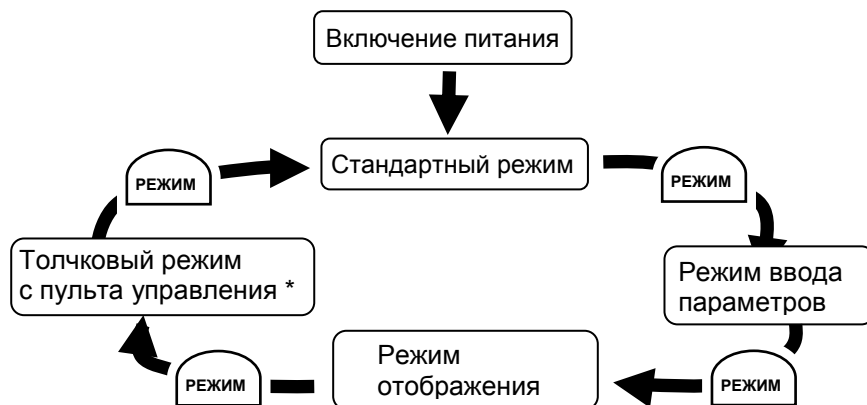 Включение питания
Стандартный режим
РЕЖИМ
РЕЖИМ
Толчковый режим
с пульта управления *
Режим ввода
параметров
Режим
отображения
РЕЖИМ
РЕЖИМ